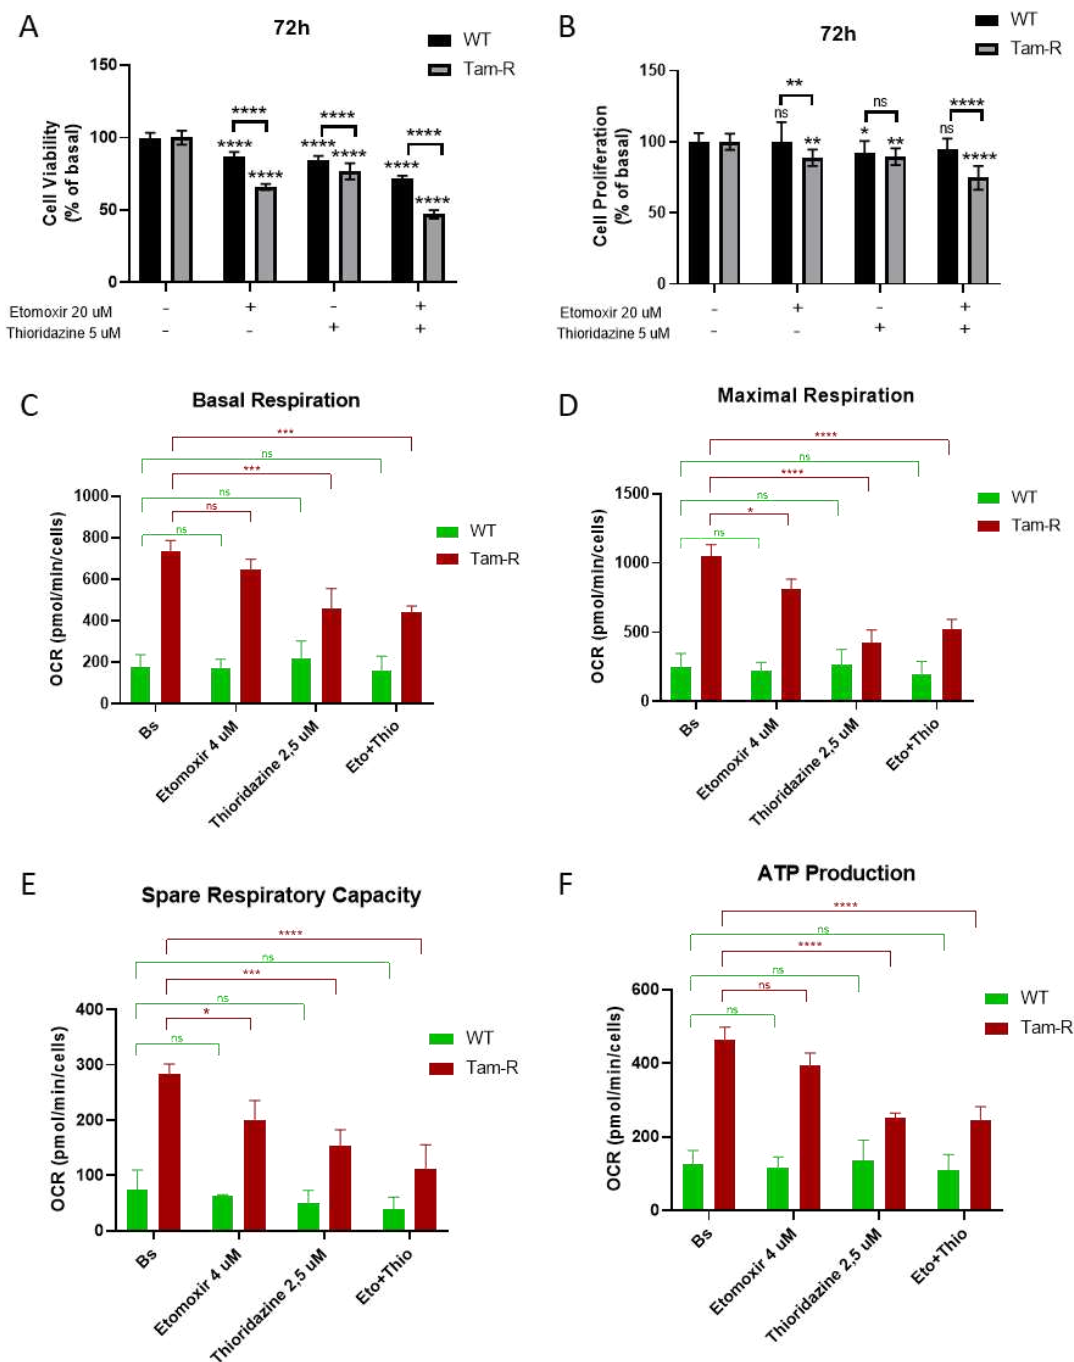 A
72h
WT
Tam-R
Cell Viability
(% of basal)
150
100
50
0
**** **** ****
**** **** ****
**** **** ****
Etomoxir 20 uM - + - +
Thioridazine 5 uM - - + +
B
72h
WT
Tam-R
Cell Proliferation
(% of basal)
150
100
50
0
** ns ****
ns * ns
** ** ****
Etomoxir 20 uM - + - +
Thioridazine 5 uM - - + +
C
Basal Respiration
***
ns
***
ns
ns
ns
WT
Tam-R
OCR (pmol/min/cells)
1000
800
600
400
200
0
Bs
Etomoxir 4 uM
Thioridazine 2,5 uM
Eto+Thio
D
Maximal Respiration
****
ns
****
ns
*
ns
WT
Tam-R
OCR (pmol/min/cells)
1500
1000
500
0
Bs
Etomoxir 4 uM
Thioridazine 2,5 uM
Eto+Thio
E
Spare Respiratory Capacity
****
ns
***
ns
*
ns
WT
Tam-R
OCR (pmol/min/cells)
400
300
200
100
0
Bs
Etomoxir 4 uM
Thioridazine 2,5 uM
Eto+Thio
F
ATP Production
****
ns
****
ns
ns
ns
WT
Tam-R
OCR (pmol/min/cells)
600
400
200
0
Bs
Etomoxir 4 uM
Thioridazine 2,5 uM
Eto+Thio